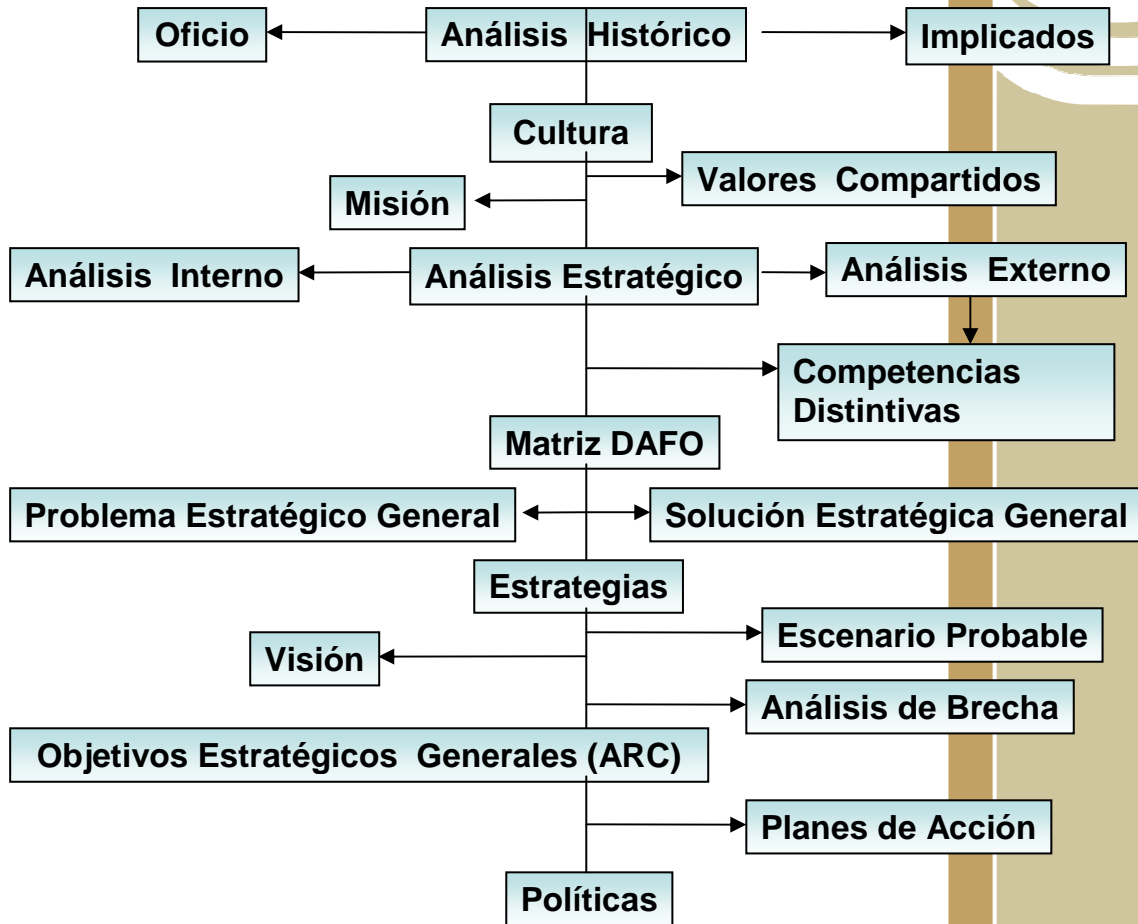 Oficio
Análisis Histórico
Implicados
Cultura
Valores Compartidos
Misión
Análisis Interno
Análisis Estratégico
Análisis Externo
Competencias
Distintivas
Matriz DAFO
Problema Estratégico General
Solución Estratégica General
Estrategias
Escenario Probable
Visión
Análisis de Brecha
Objetivos Estratégicos Generales (ARC)
Planes de Acción
Políticas